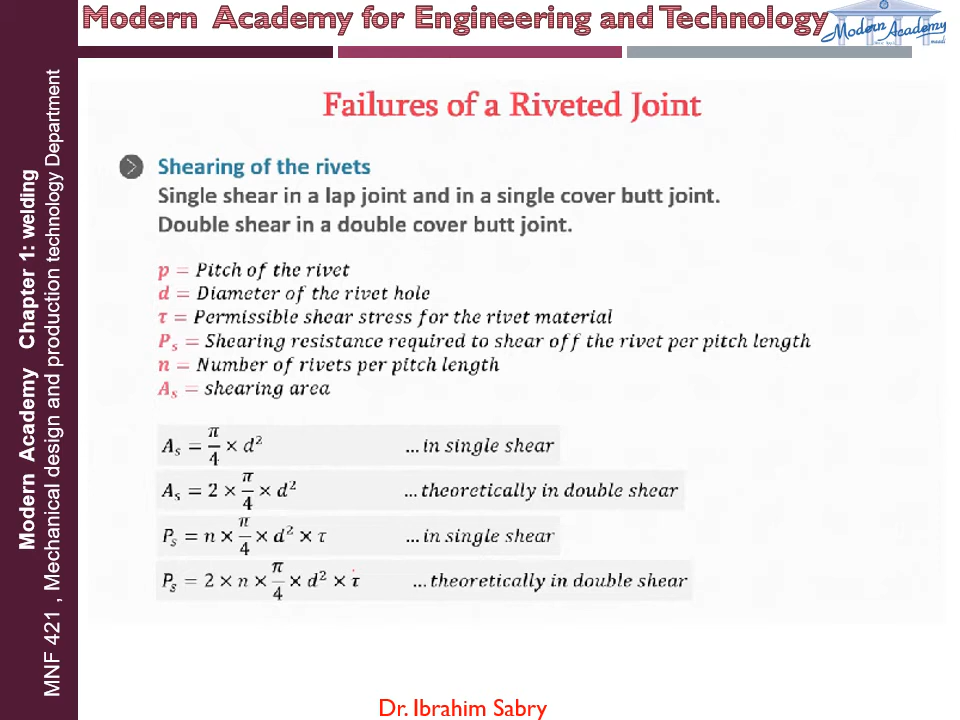 Modern Academy for Engineering and Technology
Modern Academy
Modern Academy Chapter 1: welding
MNF 421 , Mechanical design and production technology Department
Failures of a Riveted Joint
Shearing of the rivets
Single shear in a lap joint and in a single cover butt joint.
Double shear in a double cover butt joint.
p = Pitch of the rivet
d = Diameter of the rivet hole
τ = Permissible shear stress for the rivet material
Pₛ = Shearing resistance required to shear off the rivet per pitch length
n = Number of rivets per pitch length
Aₛ = shearing area
Aₛ = π/4 × d² ... in single shear
Aₛ = 2 × π/4 × d² ... theoretically in double shear
Pₛ = n × π/4 × d² × τ ... in single shear
Pₛ = 2 × n × π/4 × d² × τ ... theoretically in double shear
Dr. Ibrahim Sabry